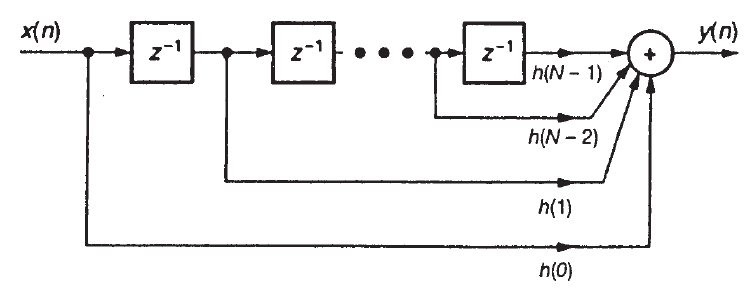 x(n)
z⁻¹
z⁻¹
z⁻¹
y(n)
+
h(N – 1)
h(N – 2)
h(1)
h(0)